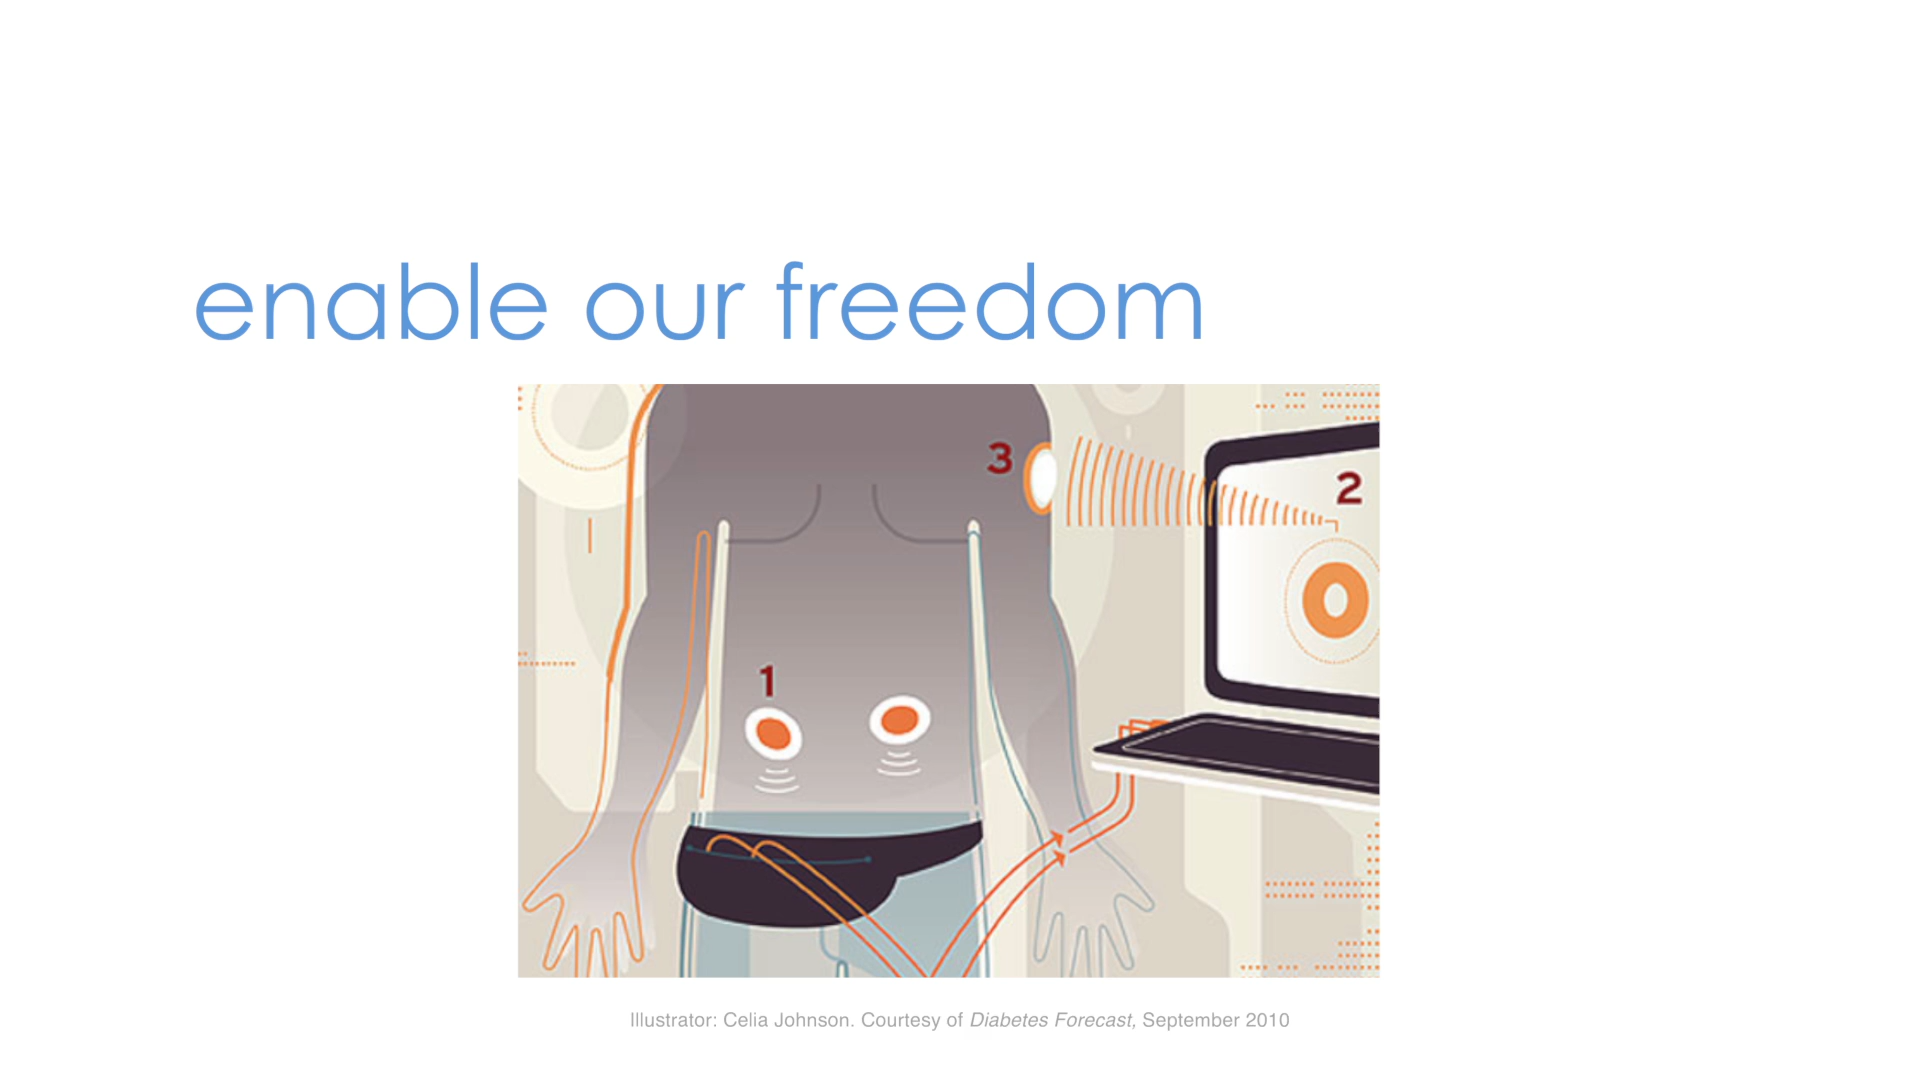 enable our freedom
3
2
1
Illustrator: Celia Johnson. Courtesy of Diabetes Forecast, September 2010